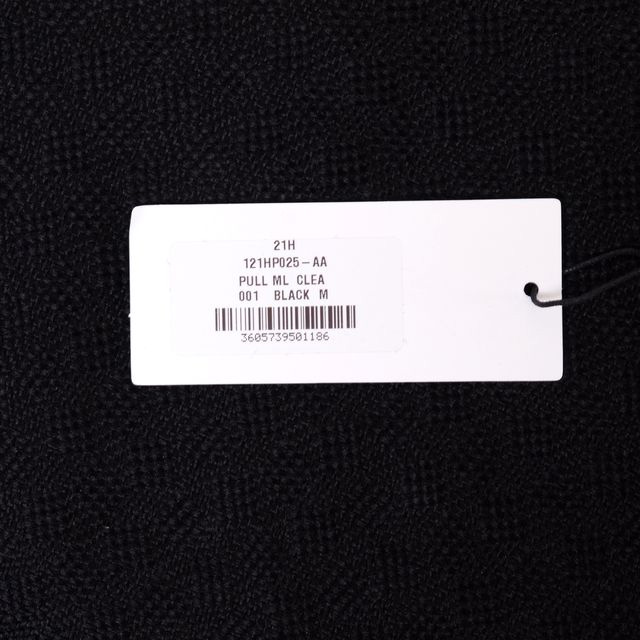 21H
121HP025-AA
PULL ML CLEA
001 BLACK M
3605739501186